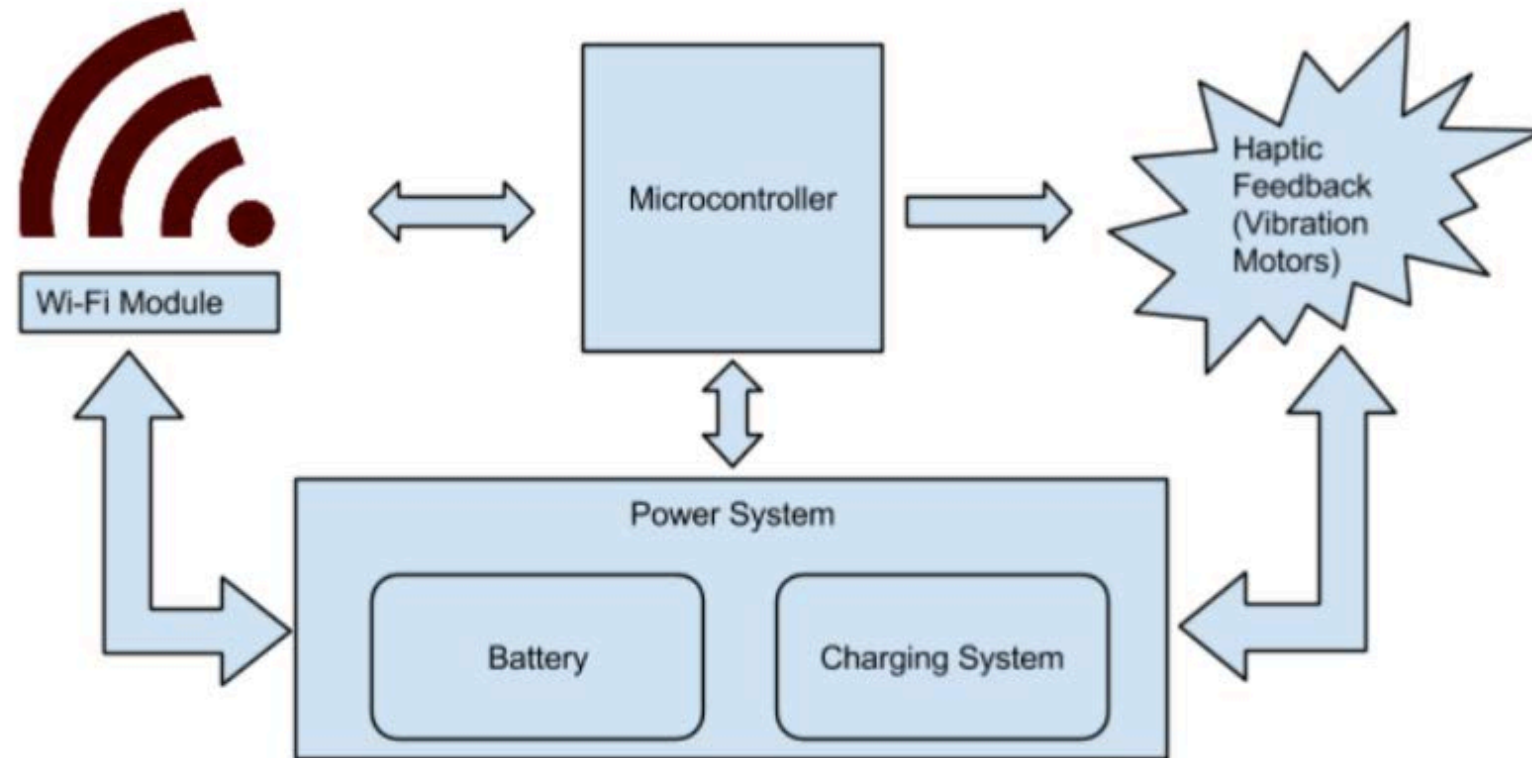 Wi-Fi Module
Microcontroller
Haptic
Feedback
(Vibration
Motors)
Power System
Battery
Charging System